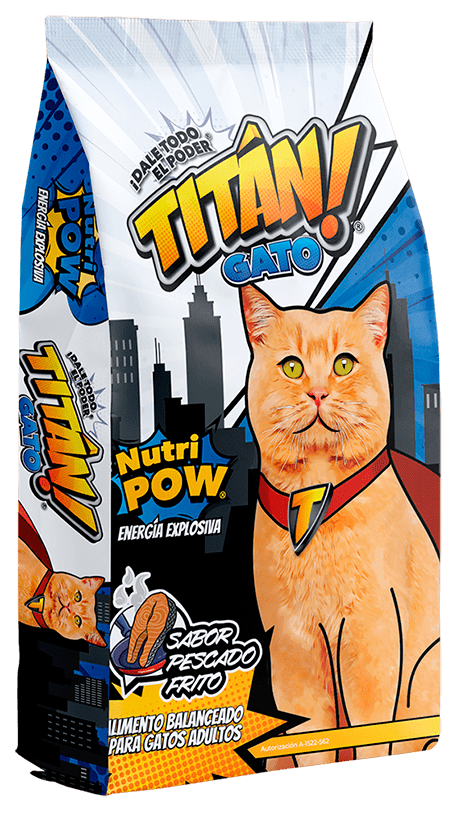 ¡DALE TODO
EL PODER®
TITÁN!®
GATO
Nutri
POW®
ENERGÍA EXPLOSIVA
SABOR
PESCADO
FRITO
ALIMENTO BALANCEADO
PARA GATOS ADULTOS
Autorización A-1522-562
T
Nutri
POW
ENERGÍA EXPLOSIVA
¡DALE TODO
EL PODER
TITÁN!
GATO
T